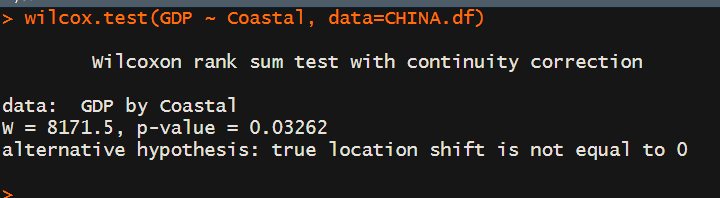 > wilcox.test(GDP ~ Coastal, data=CHINA.df)
Wilcoxon rank sum test with continuity correction
data:  GDP by Coastal
W = 8171.5, p-value = 0.03262
alternative hypothesis: true location shift is not equal to 0
>